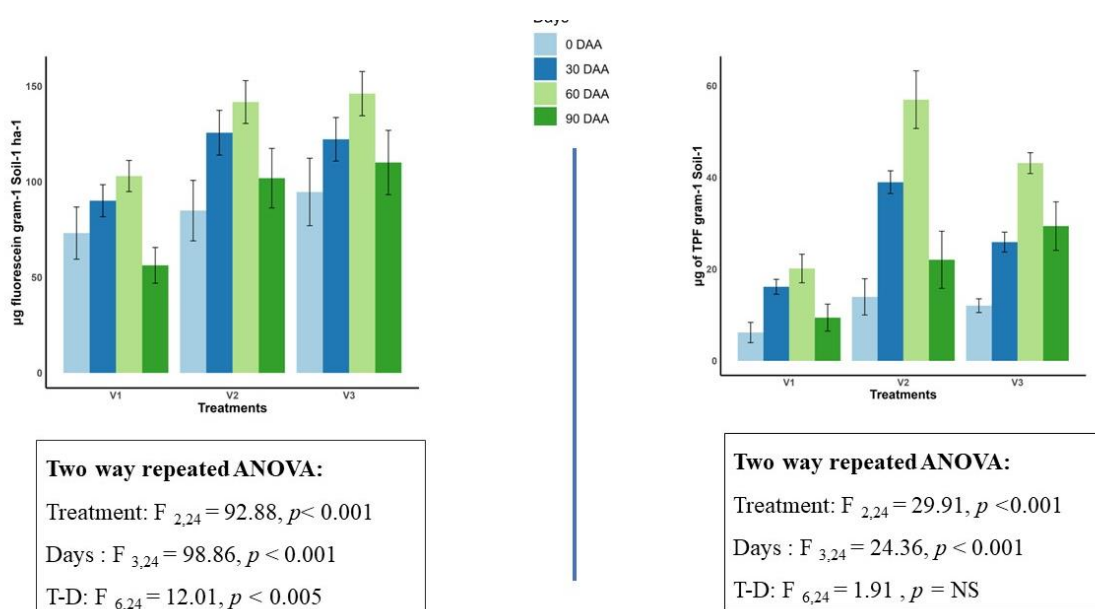 Days
0 DAA
30 DAA
60 DAA
90 DAA
µg fluorescein gram-1 Soil-1 ha-1
150
100
50
0
V1
V2
V3
Treatments
µg of TPF gram-1 Soil-1
60
40
20
0
V1
V2
V3
Treatments
Two way repeated ANOVA:
Treatment: F 2,24 = 92.88, p< 0.001
Days : F 3,24 = 98.86, p < 0.001
T-D: F 6,24 = 12.01, p < 0.005
Two way repeated ANOVA:
Treatment: F 2,24 = 29.91, p <0.001
Days : F 3,24 = 24.36, p < 0.001
T-D: F 6,24 = 1.91 , p = NS